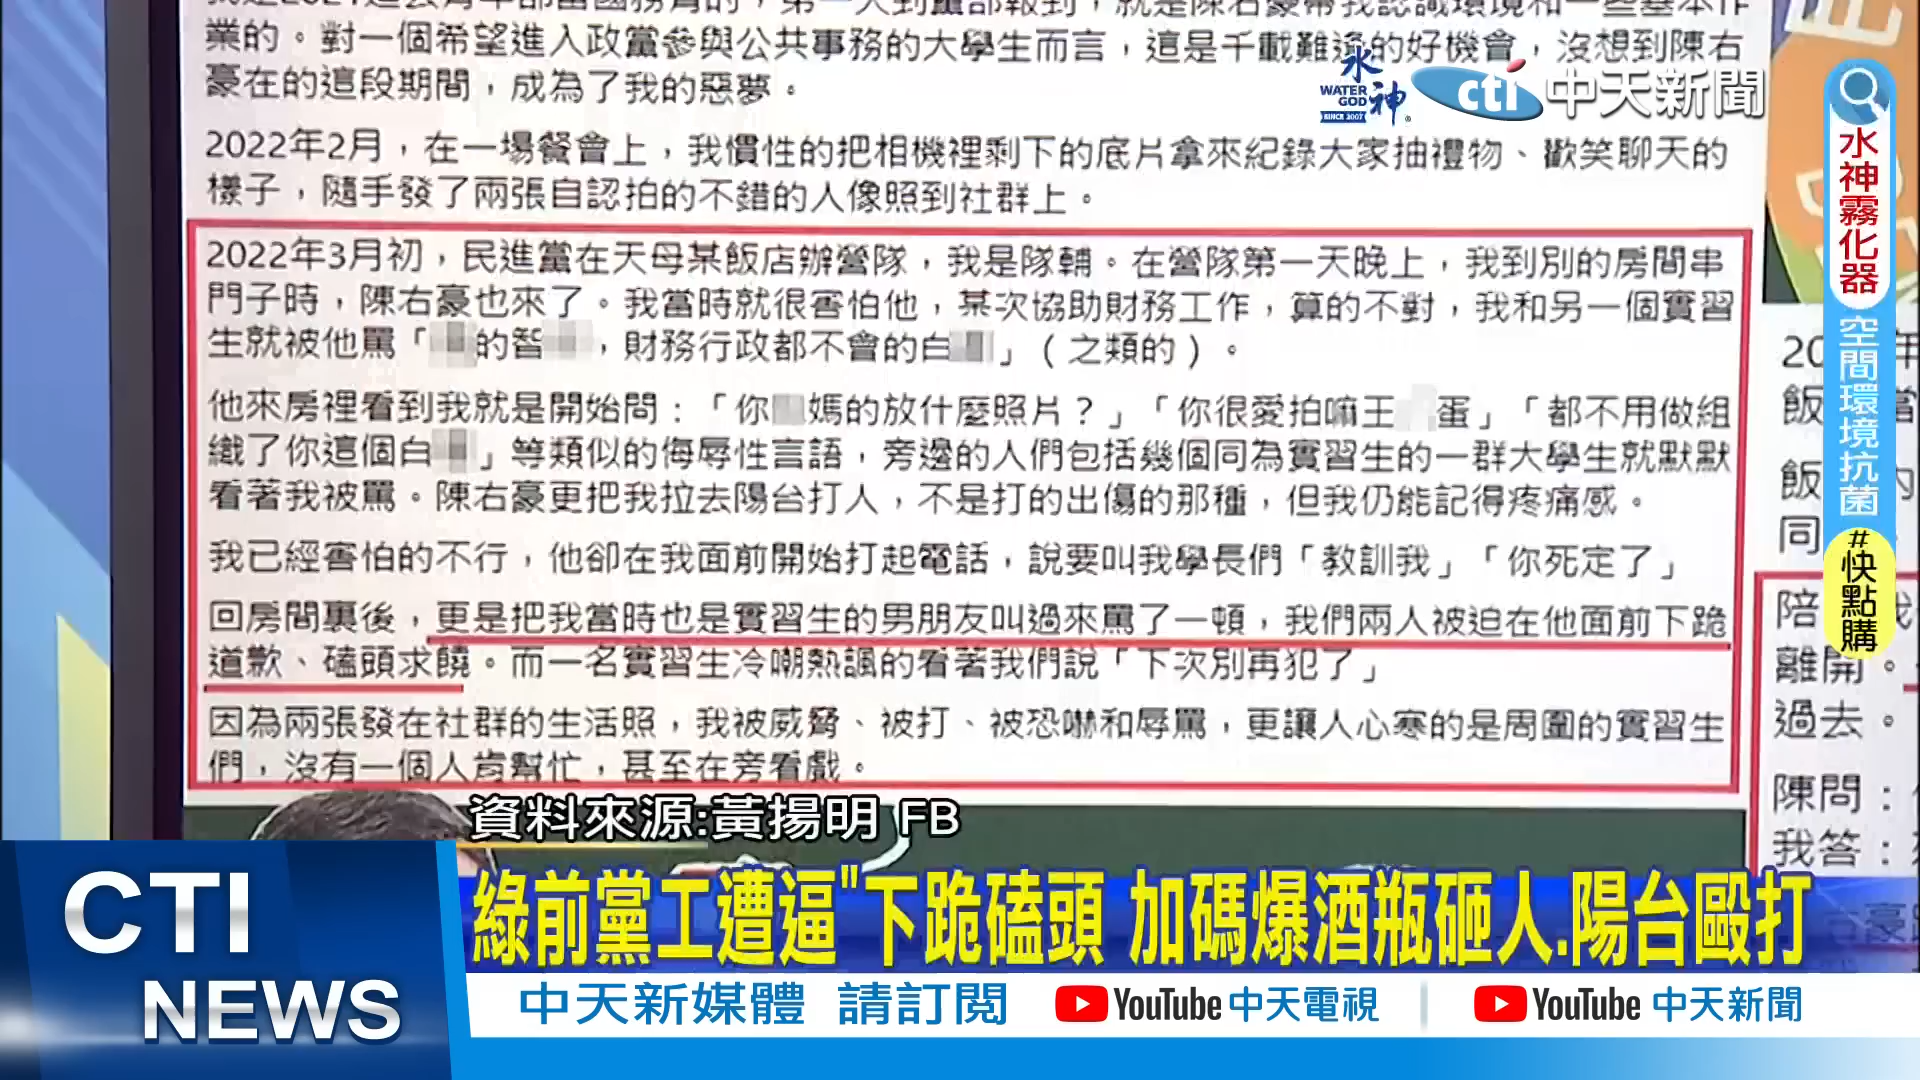 業的。對一個希望進入政黨參與公共事務的大學生而言，這是千載難逢的好機會，沒想到陳右
豪在的這段期間，成為了我的惡夢。
2022年2月，在一場餐會上，我慣性的把相機裡剩下的底片拿來紀錄大家抽禮物、歡笑聊天的
樣子，隨手發了兩張自認拍的不錯的人像照到社群上。
2022年3月初，民進黨在天母某飯店辦營隊，我是隊輔。在營隊第一天晚上，我到別的房間串
門子時，陳右豪也來了。我當時就很害怕他，某次協助財務工作，算的不對，我和另一個實習
生就被他罵「 的智 ，財務行政都不會的白 」（之類的）。
他來房裡看到我就是開始問：「你 媽的放什麼照片？」「你很愛拍嘛王 蛋」「都不用做組
織了你這個白 」等類似的侮辱性言語，旁邊的人們包括幾個同為實習生的一群大學生就默默
看著我被罵。陳右豪更把我拉去陽台打人，不是打的出傷的那種，但我仍能記得疼痛感。
我已經害怕的不行，他卻在我面前開始打起電話，說要叫我學長們「教訓我」「你死定了」
回房間裏後，更是把我當時也是實習生的男朋友叫過來罵了一頓，我們兩人被迫在他面前下跪
道歉、磕頭求饒。而一名實習生冷嘲熱諷的看著我們說「下次別再犯了」
因為兩張發在社群的生活照，我被威脅、被打、被恐嚇和辱罵，更讓人心寒的是周圍的實習生
們，沒有一個人肯幫忙，甚至在旁看戲。
水神
WATER GOD
SINCE 2007
cti 中天新聞
水神霧化器
空間環境抗菌
#快點購
20
飯
飯
同
陪
離開。
過去。
陳問：
我答：
資料來源:黃揚明 FB
CTI NEWS
綠前黨工遭逼"下跪磕頭 加碼爆酒瓶砸人.陽台毆打
中天新媒體 請訂閱 YouTube 中天電視 YouTube 中天新聞